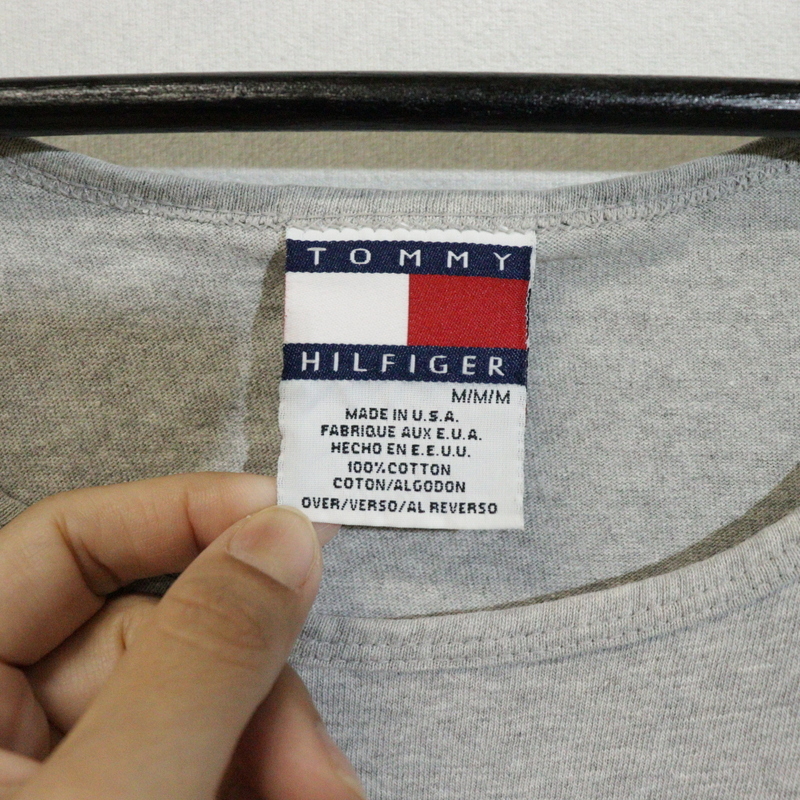 TOMMY
HILFIGER
M/M/M
MADE IN U.S.A.
FABRIQUE AUX E.U.A.
HECHO EN E.E.U.U.
100% COTTON
COTON/ALGODON
OVER/VERSO/AL REVERSO